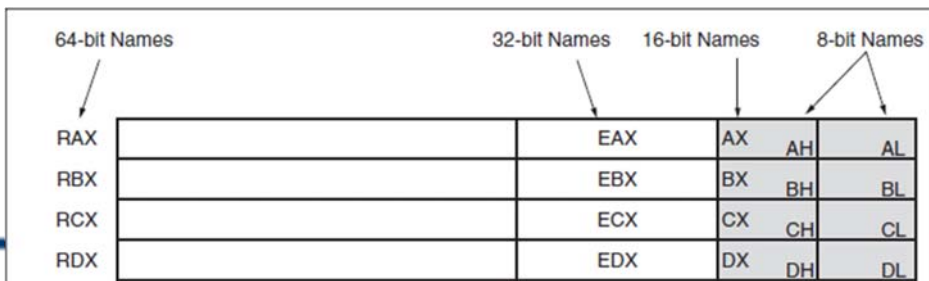 64-bit Names 32-bit Names 16-bit Names 8-bit Names
RAX EAX AX AH AL
RBX EBX BX BH BL
RCX ECX CX CH CL
RDX EDX DX DH DL